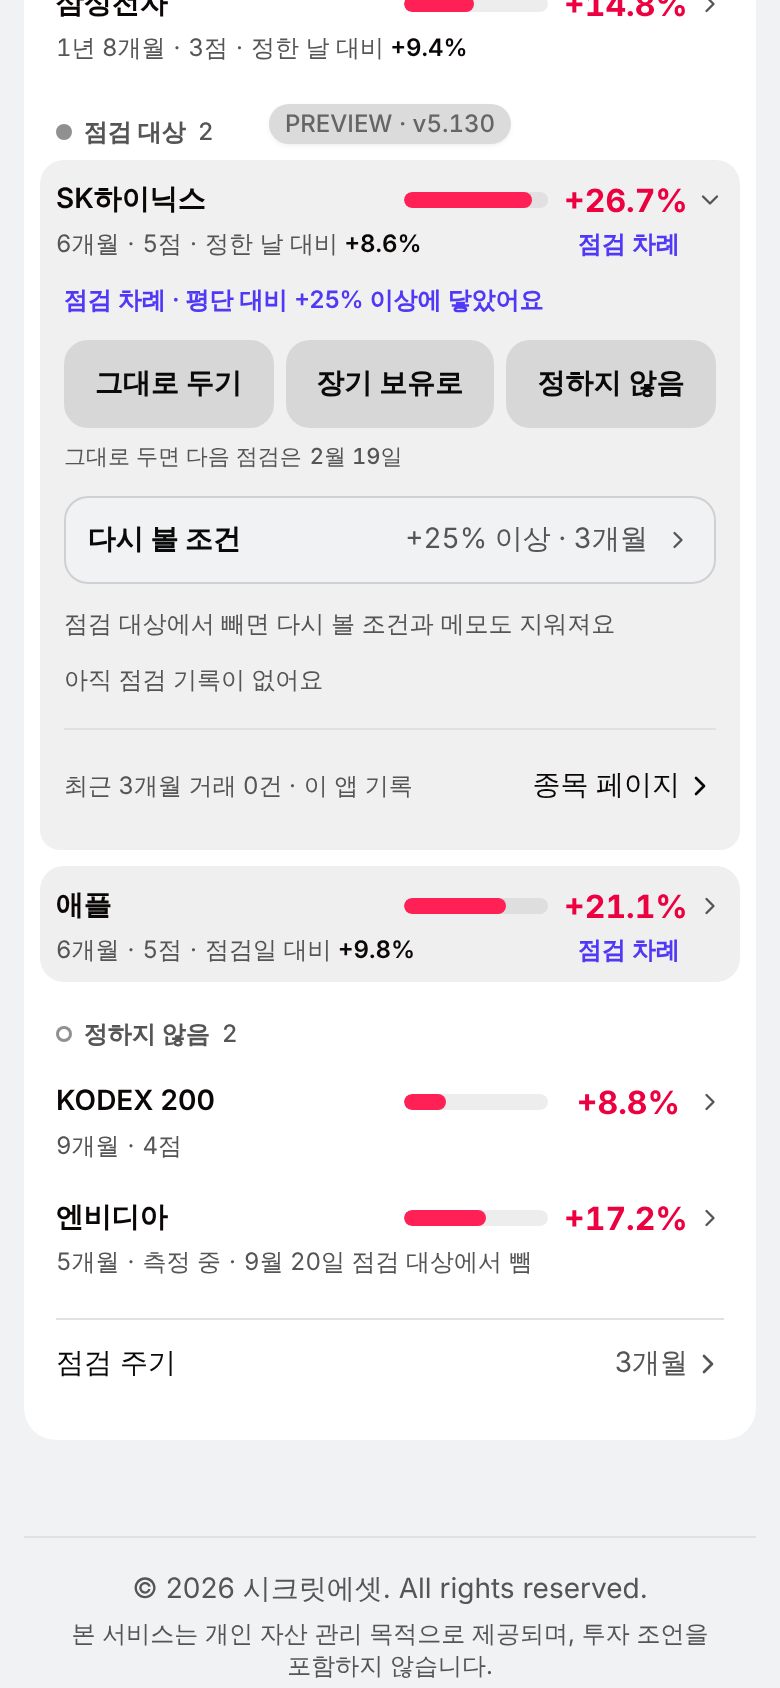 삼성전자 +14.8%
1년 8개월 · 3점 · 정한 날 대비 +9.4%
점검 대상 2
PREVIEW · v5.130
SK하이닉스 +26.7%
6개월 · 5점 · 정한 날 대비 +8.6% 점검 차례
점검 차례 · 평단 대비 +25% 이상에 닿았어요
그대로 두기 장기 보유로 정하지 않음
그대로 두면 다음 점검은 2월 19일
다시 볼 조건 +25% 이상 · 3개월
점검 대상에서 빼면 다시 볼 조건과 메모도 지워져요
아직 점검 기록이 없어요
최근 3개월 거래 0건 · 이 앱 기록 종목 페이지
애플 +21.1%
6개월 · 5점 · 점검일 대비 +9.8% 점검 차례
정하지 않음 2
KODEX 200 +8.8%
9개월 · 4점
엔비디아 +17.2%
5개월 · 측정 중 · 9월 20일 점검 대상에서 뺌
점검 주기 3개월
© 2026 시크릿에셋. All rights reserved.
본 서비스는 개인 자산 관리 목적으로 제공되며, 투자 조언을
포함하지 않습니다.